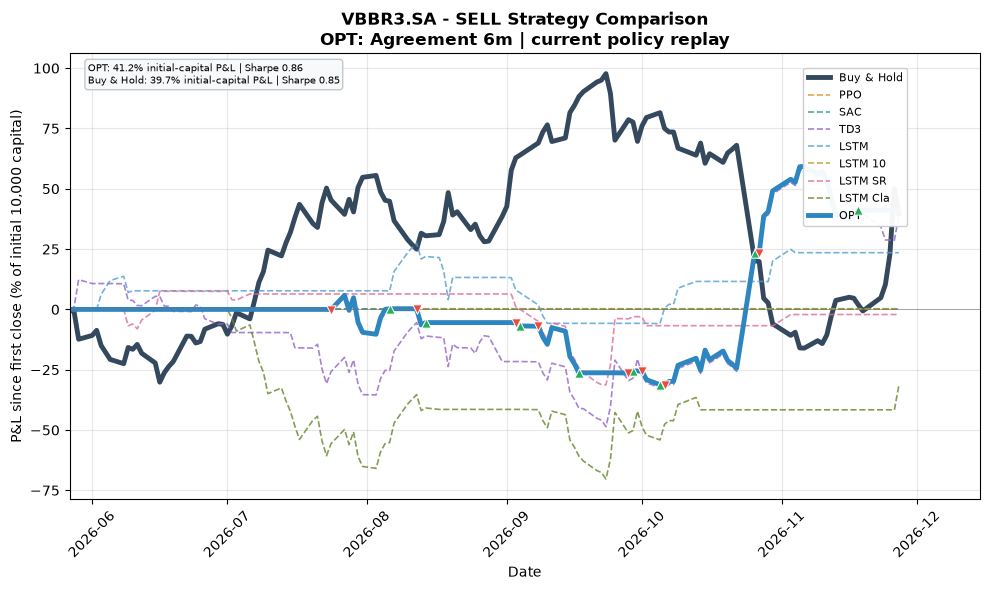 VBBR3.SA - SELL Strategy Comparison
OPT: Agreement 6m | current policy replay
OPT: 41.2% initial-capital P&L | Sharpe 0.86
Buy & Hold: 39.7% initial-capital P&L | Sharpe 0.85
Buy & Hold
PPO
SAC
TD3
LSTM
LSTM 10
LSTM SR
LSTM Cla
OPT
P&L since first close (% of initial 10,000 capital)
100
75
50
25
0
−25
−50
−75
2026-06
2026-07
2026-08
2026-09
2026-10
2026-11
2026-12
Date